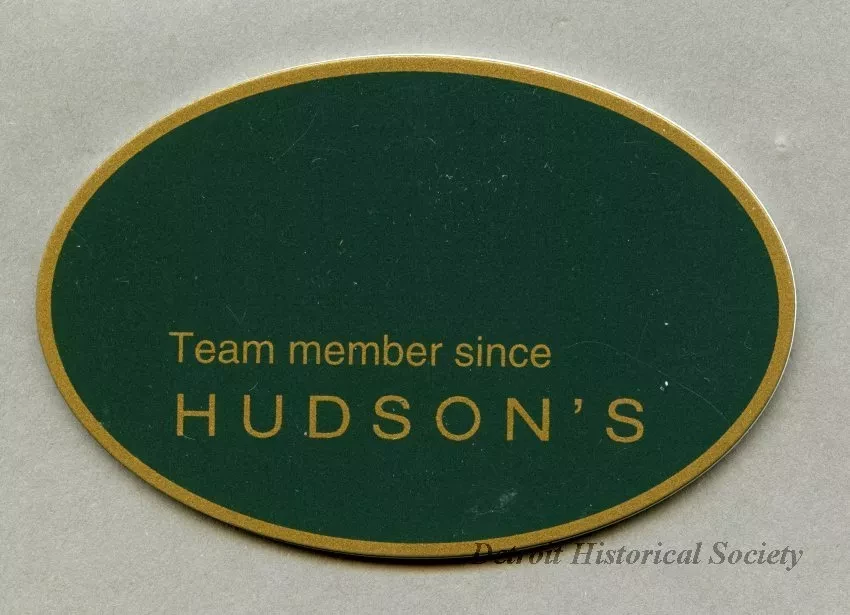 Team member since
HUDSON'S
Detroit Historical Society